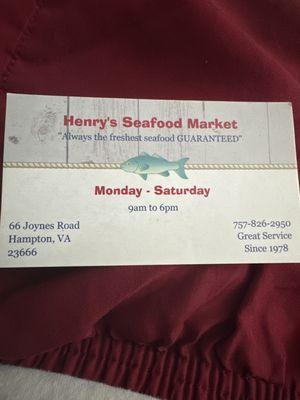 Henry's Seafood Market
"Always the freshest seafood GUARANTEED"
Monday - Saturday
9am to 6pm
66 Joynes Road
Hampton, VA
23666
757-826-2950
Great Service
Since 1978